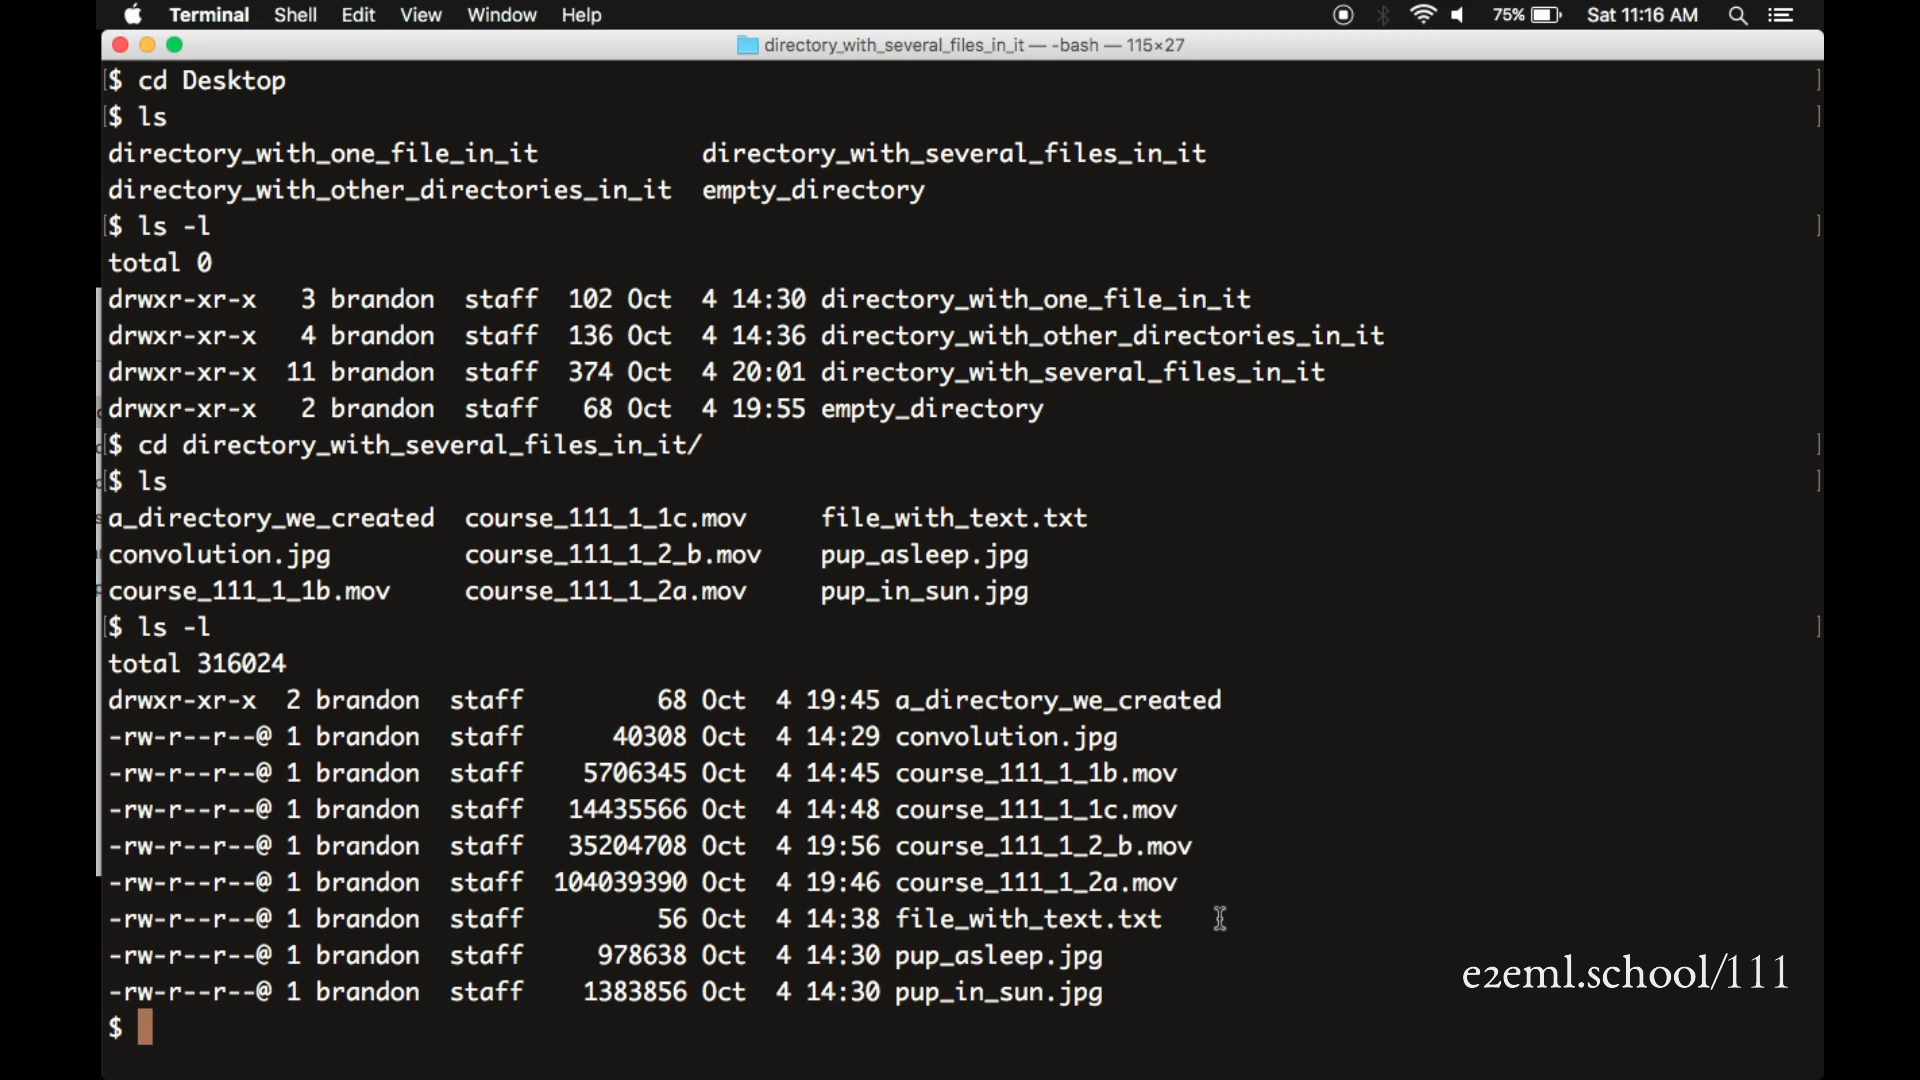 Terminal Shell Edit View Window Help 75% Sat 11:16 AM
directory_with_several_files_in_it — -bash — 115×27
$ cd Desktop
$ ls
directory_with_one_file_in_it directory_with_several_files_in_it
directory_with_other_directories_in_it empty_directory
$ ls -l
total 0
drwxr-xr-x 3 brandon staff 102 Oct 4 14:30 directory_with_one_file_in_it
drwxr-xr-x 4 brandon staff 136 Oct 4 14:36 directory_with_other_directories_in_it
drwxr-xr-x 11 brandon staff 374 Oct 4 20:01 directory_with_several_files_in_it
drwxr-xr-x 2 brandon staff 68 Oct 4 19:55 empty_directory
$ cd directory_with_several_files_in_it/
$ ls
a_directory_we_created course_111_1_1c.mov file_with_text.txt
convolution.jpg course_111_1_2_b.mov pup_asleep.jpg
course_111_1_1b.mov course_111_1_2a.mov pup_in_sun.jpg
$ ls -l
total 316024
drwxr-xr-x 2 brandon staff 68 Oct 4 19:45 a_directory_we_created
-rw-r--r--@ 1 brandon staff 40308 Oct 4 14:29 convolution.jpg
-rw-r--r--@ 1 brandon staff 5706345 Oct 4 14:45 course_111_1_1b.mov
-rw-r--r--@ 1 brandon staff 14435566 Oct 4 14:48 course_111_1_1c.mov
-rw-r--r--@ 1 brandon staff 35204708 Oct 4 19:56 course_111_1_2_b.mov
-rw-r--r--@ 1 brandon staff 104039390 Oct 4 19:46 course_111_1_2a.mov
-rw-r--r--@ 1 brandon staff 56 Oct 4 14:38 file_with_text.txt
-rw-r--r--@ 1 brandon staff 978638 Oct 4 14:30 pup_asleep.jpg
-rw-r--r--@ 1 brandon staff 1383856 Oct 4 14:30 pup_in_sun.jpg
$
e2eml.school/111